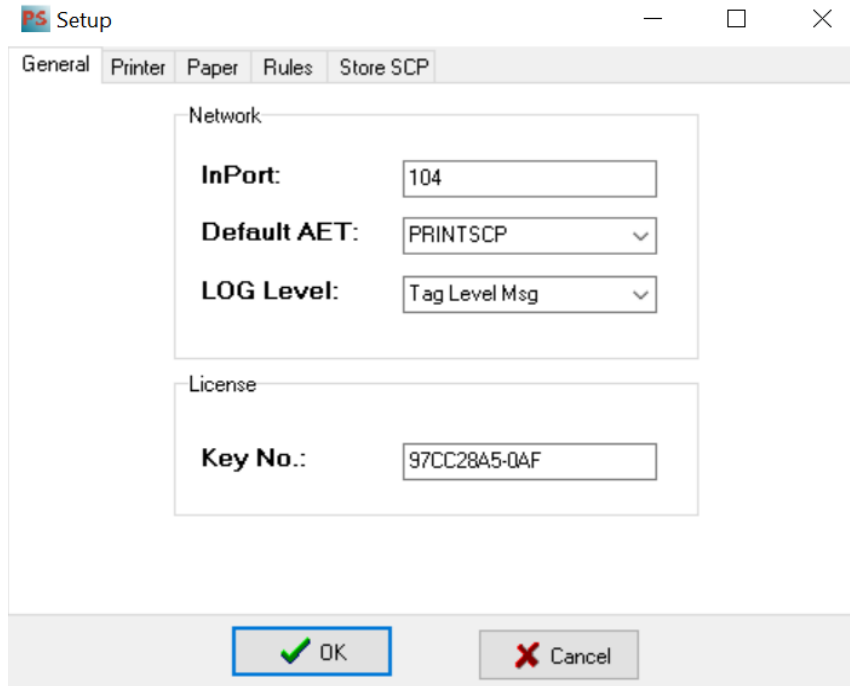 PS Setup
General Printer Paper Rules Store SCP
Network
InPort: 104
Default AET: PRINTSCP
LOG Level: Tag Level Msg
License
Key No.: 97CC28A5-0AF
OK Cancel